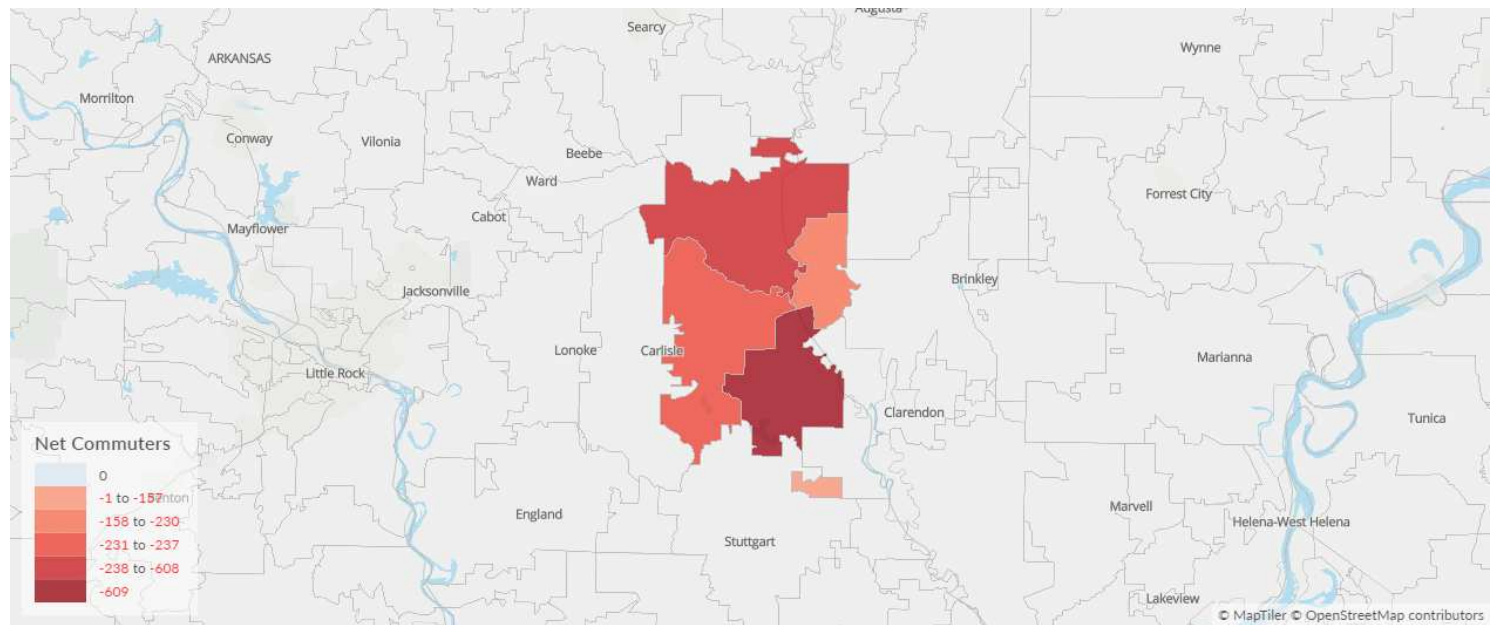 Augusta
Searcy
Wynne
ARKANSAS
Morrilton
Conway
Vilonia
Beebe
Ward
Forrest City
Cabot
Mayflower
Brinkley
Jacksonville
Lonoke
Carlisle
Marianna
Little Rock
Clarendon
Tunica
Net Commuters
0
-1 to -157
-158 to -230
-231 to -237
-238 to -608
-609
England
Marvell
Helena-West Helena
Stuttgart
Lakeview
© MapTiler © OpenStreetMap contributors